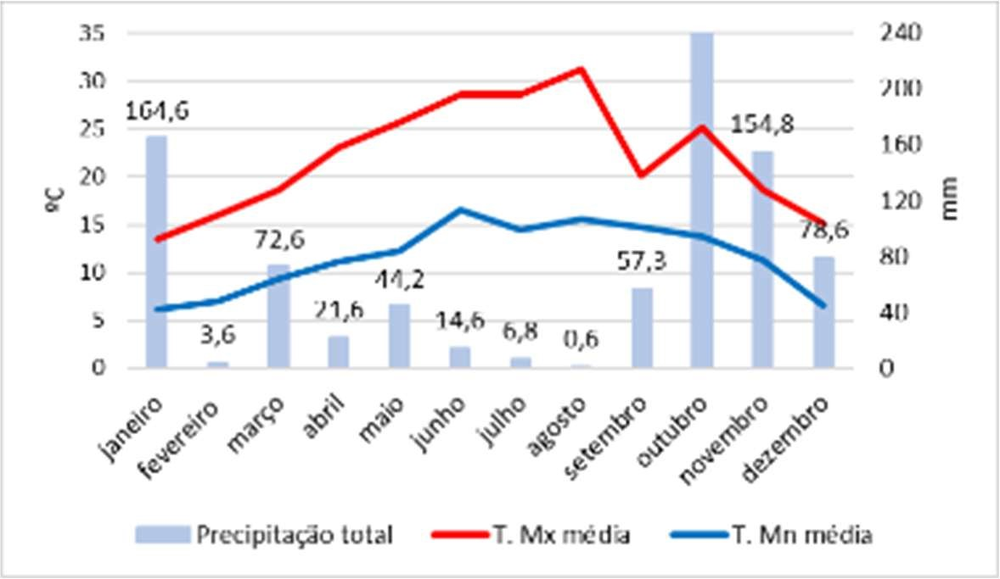 35
30
25
20
15
10
5
0
ºC
240
200
160
120
80
40
0
mm
164,6
3,6
72,6
21,6
44,2
14,6
6,8
0,6
57,3
154,8
78,6
janeiro
fevereiro
março
abril
maio
junho
julho
agosto
setembro
outubro
novembro
dezembro
Precipitação total
T. Mx média
T. Mn média